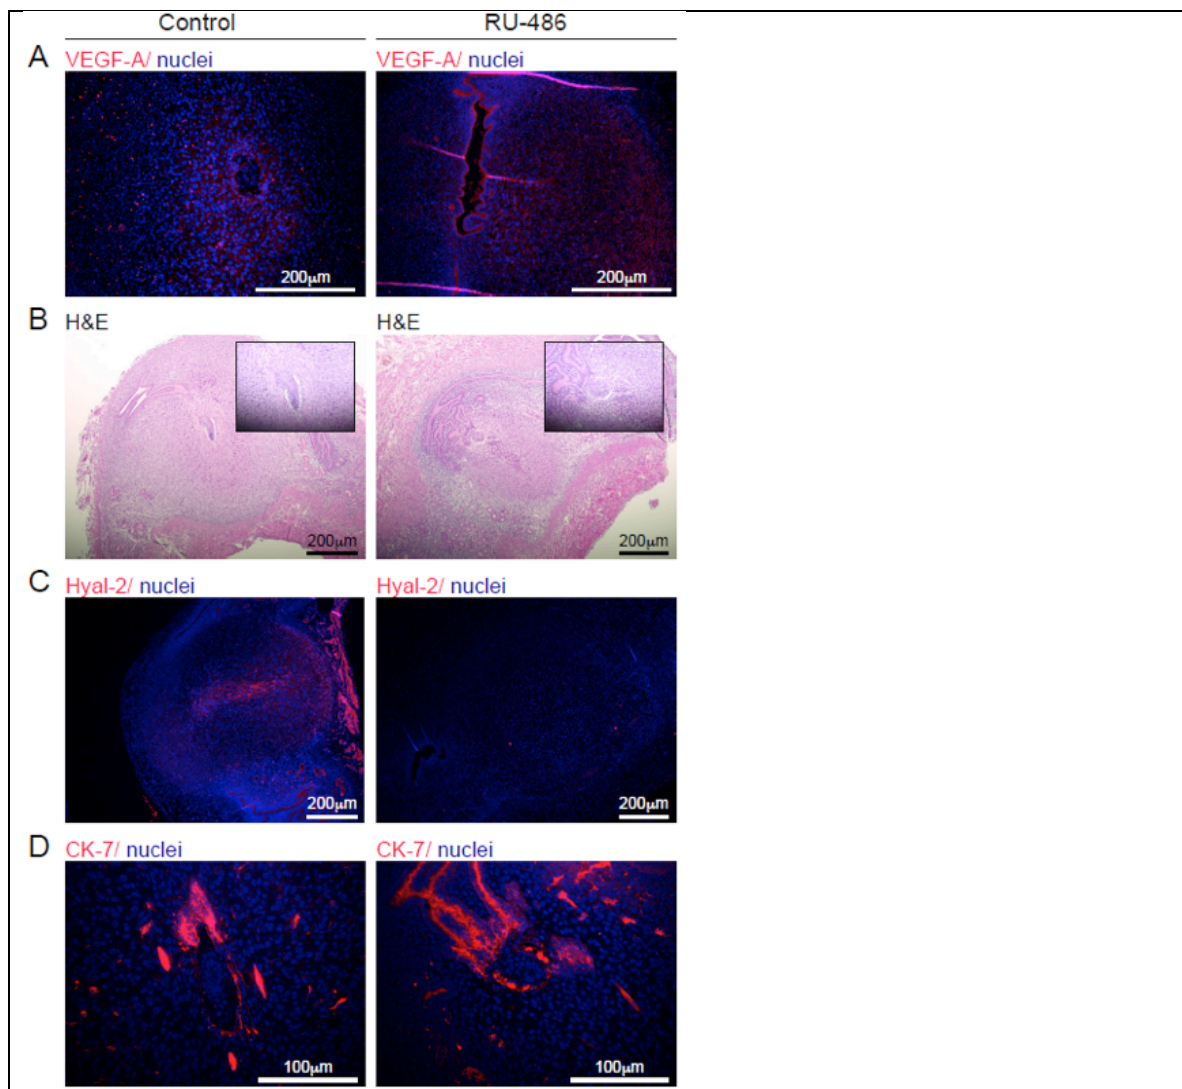 Control RU-486
A
VEGF-A/ nuclei VEGF-A/ nuclei
200μm 200μm
B H&E H&E
200μm 200μm
C Hyal-2/ nuclei Hyal-2/ nuclei
200μm 200μm
D CK-7/ nuclei CK-7/ nuclei
100μm 100μm